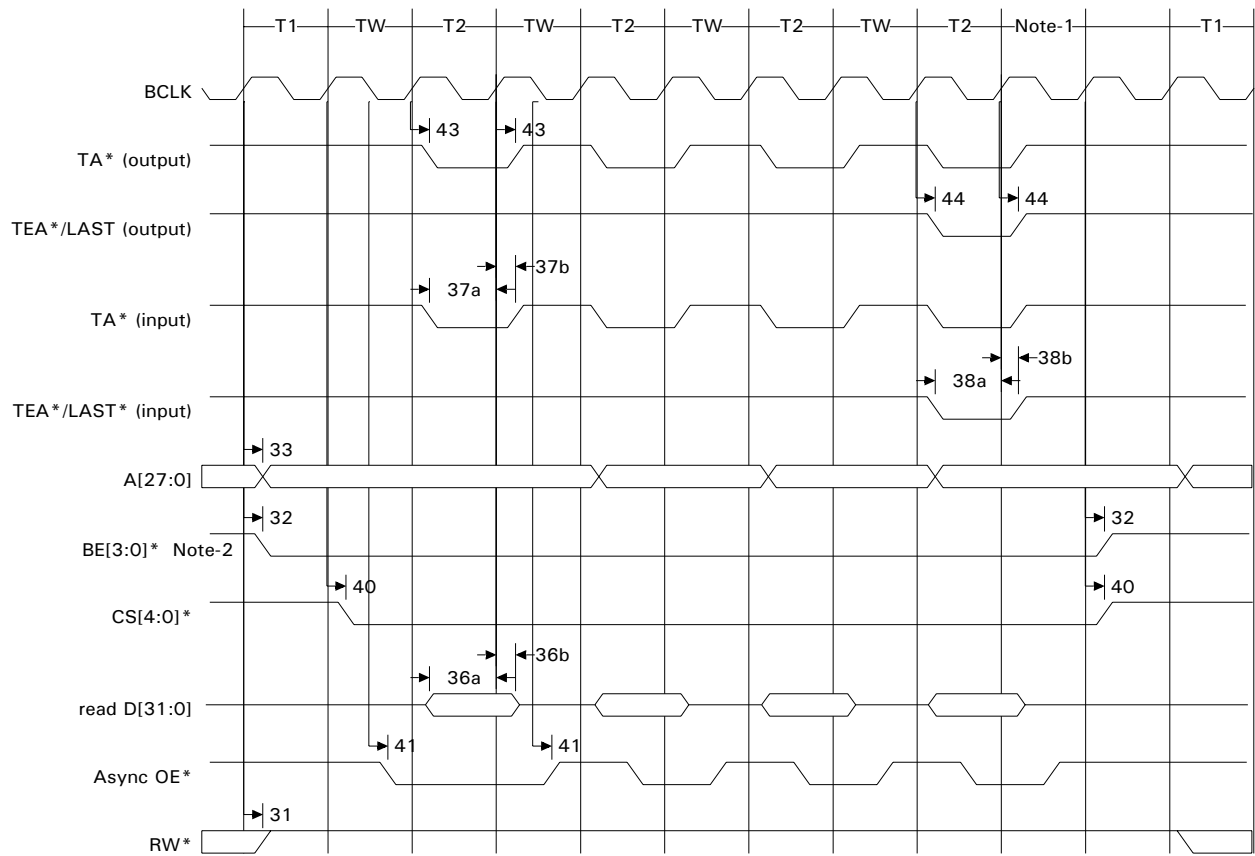 T1 TW T2 TW T2 TW T2 TW T2 Note-1 T1
BCLK
43 43
TA* (output)
44 44
TEA*/LAST (output)
37b
37a
TA* (input)
38b
38a
TEA*/LAST* (input)
33
A[27:0]
32 32
BE[3:0]* Note-2
40 40
CS[4:0]*
36b
36a
read D[31:0]
41 41
Async OE*
31
RW*